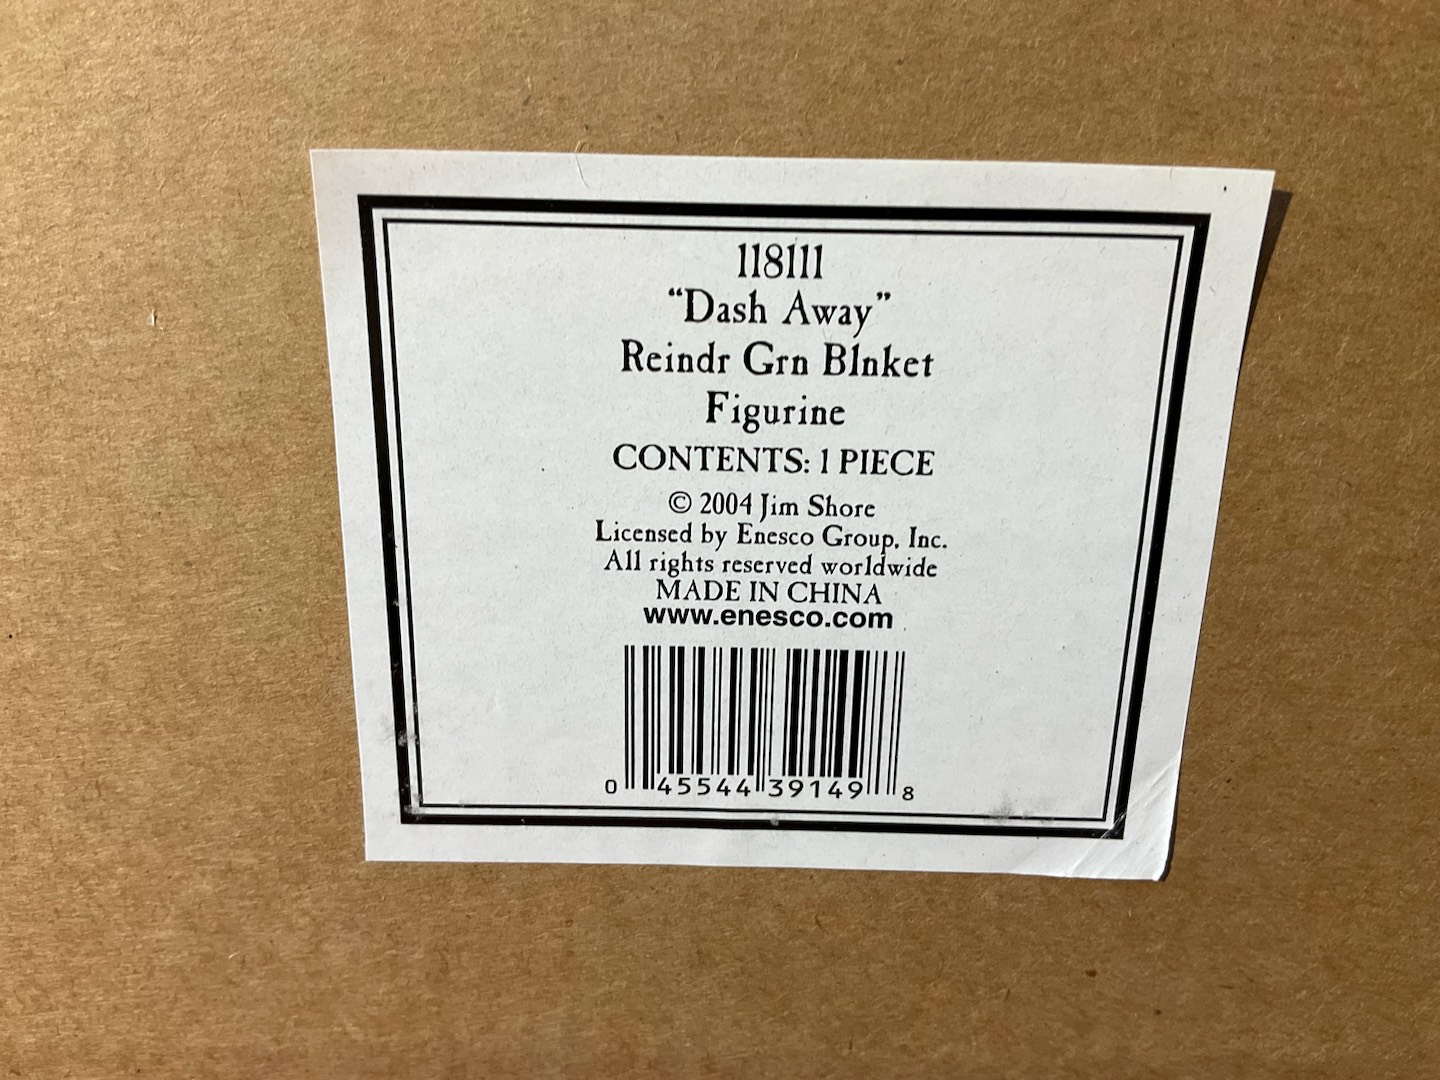 118111
“Dash Away”
Reindr Grn Blnket
Figurine
CONTENTS: 1 PIECE
© 2004 Jim Shore
Licensed by Enesco Group, Inc.
All rights reserved worldwide
MADE IN CHINA
www.enesco.com
0 45544 39149 8